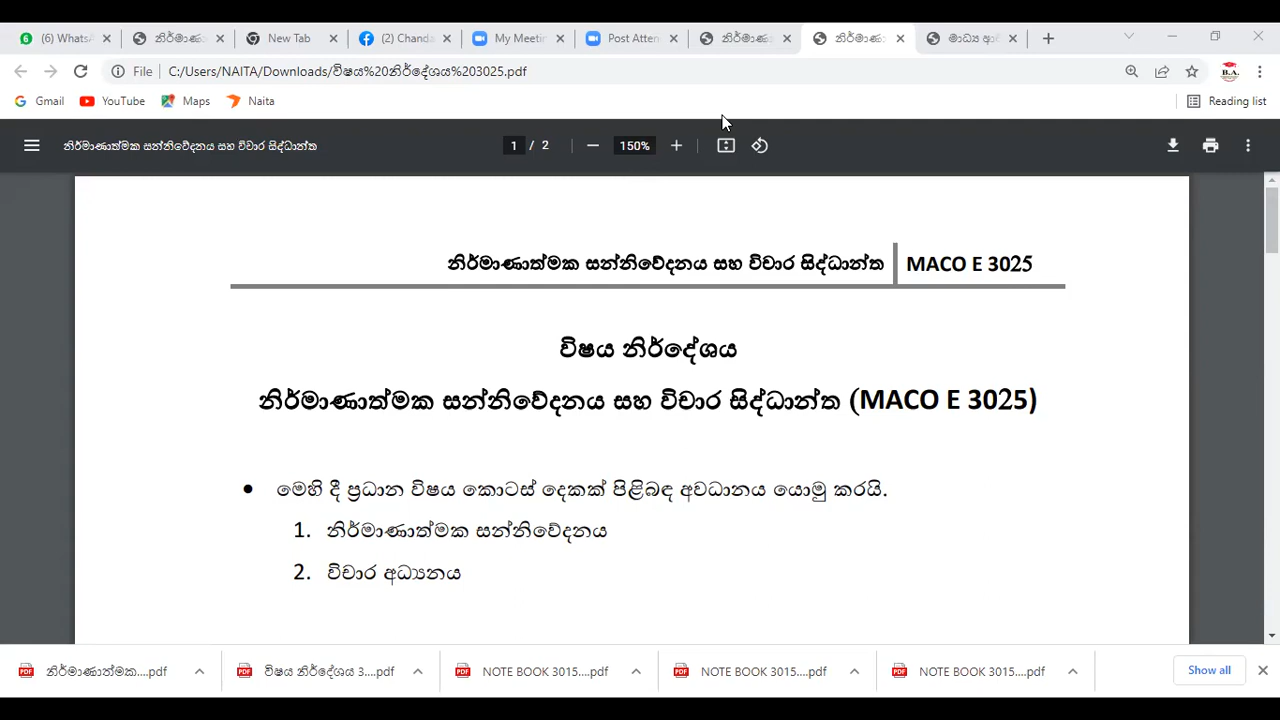 (6) WhatsA
නිර්මාණ
New Tab
(2) Chanda
My Meetin
Post Atten
නිර්මාණ
නිර්මාණ
මාධ්‍ය ආ
File
C:/Users/NAITA/Downloads/විෂය%20නිර්දේශය%203025.pdf
B.A.
Gmail
YouTube
Maps
Naita
Reading list
නිර්මාණාත්මක සන්නිවේදනය සහ විචාර සිද්ධාන්ත
1 / 2
150%
නිර්මාණාත්මක සන්නිවේදනය සහ විචාර සිද්ධාන්ත MACO E 3025
විෂය නිර්දේශය
නිර්මාණාත්මක සන්නිවේදනය සහ විචාර සිද්ධාන්ත (MACO E 3025)
• මෙහි දී ප්‍රධාන විෂය කොටස් දෙකක් පිළිබඳ අවධානය යොමු කරයි.
1. නිර්මාණාත්මක සන්නිවේදනය
2. විචාර අධ්‍යනය
නිර්මාණාත්මක....pdf
විෂය නිර්දේශය 3....pdf
NOTE BOOK 3015....pdf
NOTE BOOK 3015....pdf
NOTE BOOK 3015....pdf
Show all